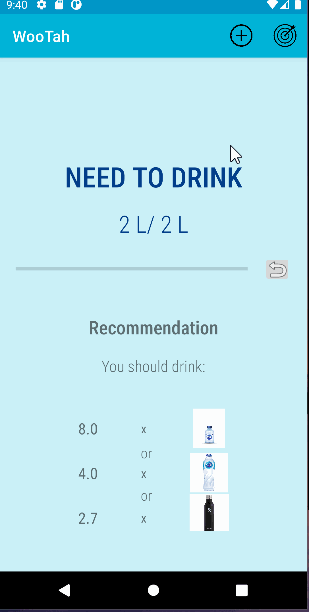 9:40
WooTah
NEED TO DRINK
2 L/ 2 L
Recommendation
You should drink:
8.0 x
or
4.0 x
or
2.7 x